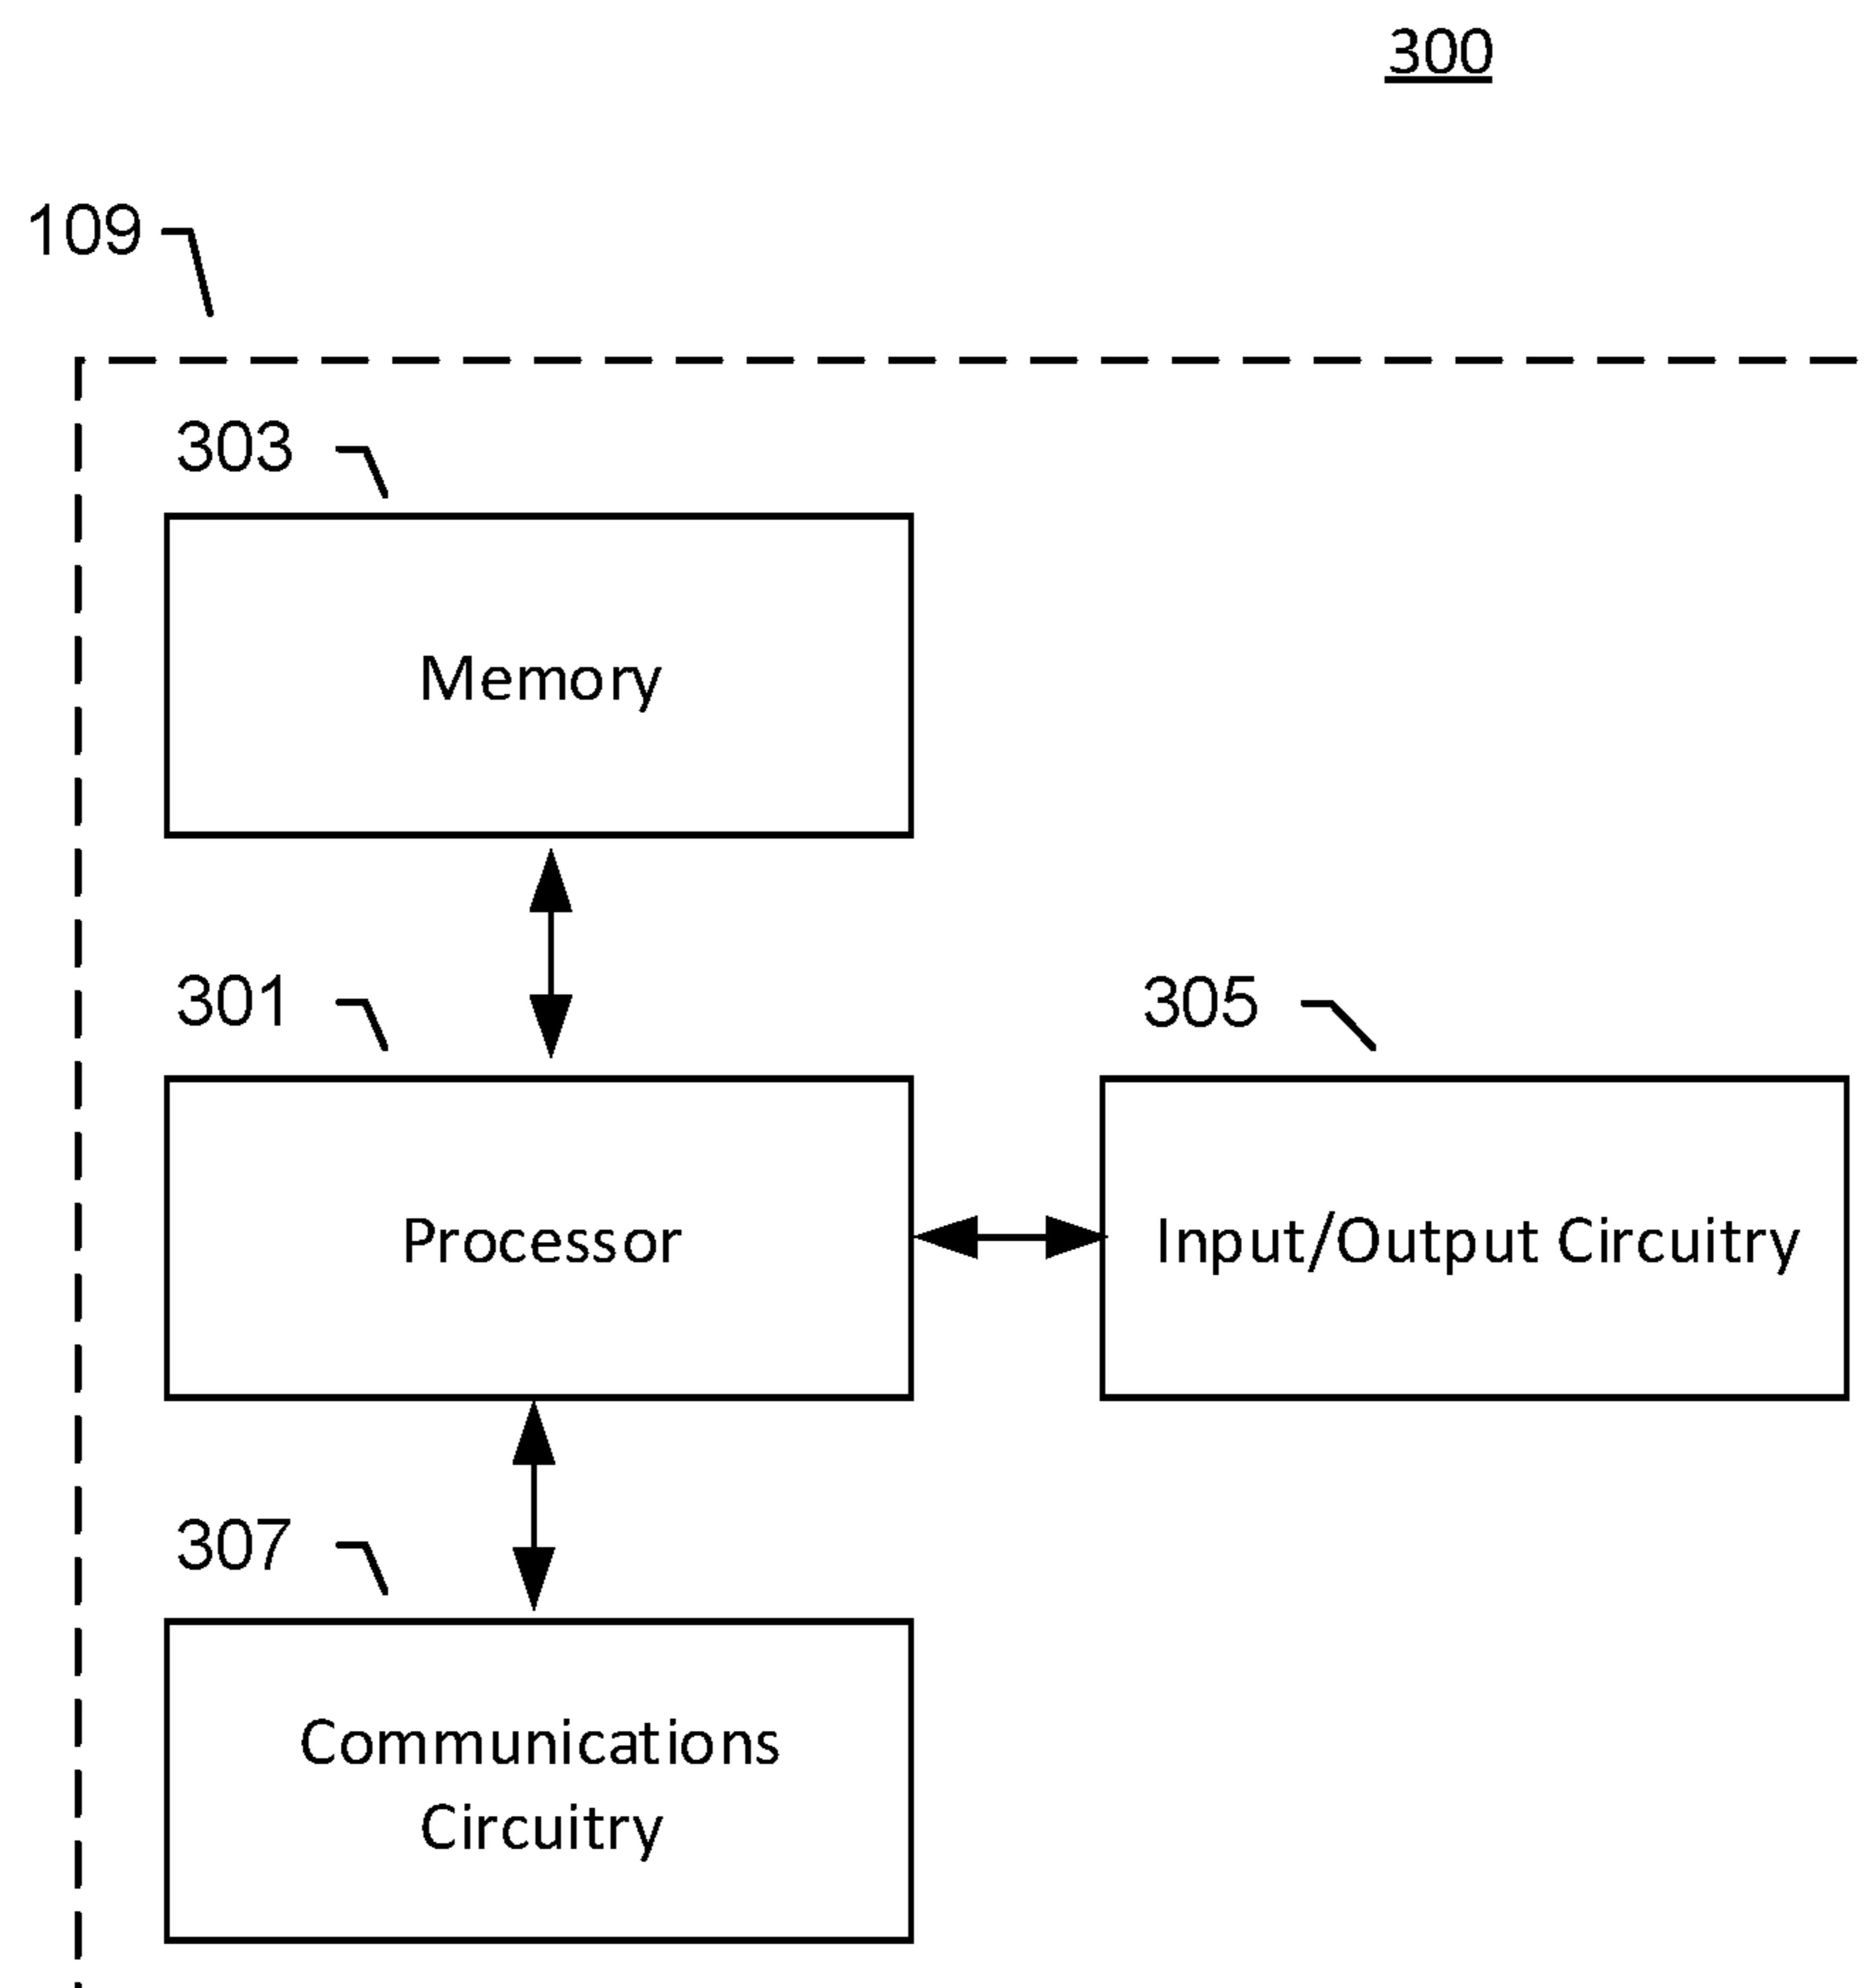 300
109
303
Memory
301
305
Processor
Input/Output Circuitry
307
Communications
Circuitry